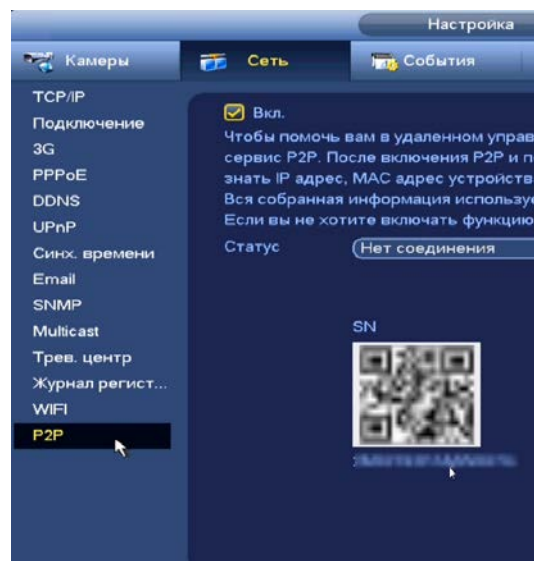 Настройка
Камеры
Сеть
События
TCP/IP
Подключение
3G
PPPoE
DDNS
UPnP
Синх. времени
Email
SNMP
Multicast
Трев. центр
Журнал регист...
WIFI
P2P
Вкл.
Чтобы помочь вам в удаленном управ
сервис P2P. После включения P2P и п
знать IP адрес, MAC адрес устройств
Вся собранная информация используе
Если вы не хотите включать функцию
Статус
Нет соединения
SN